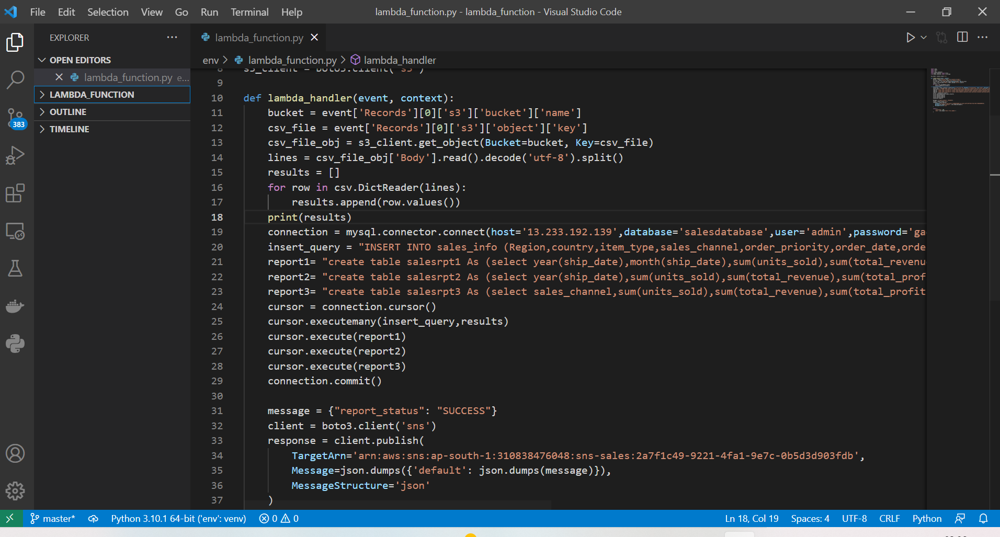 File Edit Selection View Go Run Terminal Help lambda_function.py - lambda_function - Visual Studio Code
EXPLORER
OPEN EDITORS
lambda_function.py e...
LAMBDA_FUNCTION
OUTLINE
TIMELINE
383
lambda_function.py
env > lambda_function.py > lambda_handler
8 s3_client = boto3.client('s3')
9
10 def lambda_handler(event, context):
11 bucket = event['Records'][0]['s3']['bucket']['name']
12 csv_file = event['Records'][0]['s3']['object']['key']
13 csv_file_obj = s3_client.get_object(Bucket=bucket, Key=csv_file)
14 lines = csv_file_obj['Body'].read().decode('utf-8').split()
15 results = []
16 for row in csv.DictReader(lines):
17 results.append(row.values())
18 print(results)
19 connection = mysql.connector.connect(host='13.233.192.139',database='salesdatabase',user='admin',password='ga
20 insert_query = "INSERT INTO sales_info (Region,country,item_type,sales_channel,order_priority,order_date,orde
21 report1= "create table salesrpt1 As (select year(ship_date),month(ship_date),sum(units_sold),sum(total_revenu
22 report2= "create table salesrpt2 As (select year(ship_date),sum(units_sold),sum(total_revenue),sum(total_prof
23 report3= "create table salesrpt3 As (select sales_channel,sum(units_sold),sum(total_revenue),sum(total_profit
24 cursor = connection.cursor()
25 cursor.executemany(insert_query,results)
26 cursor.execute(report1)
27 cursor.execute(report2)
28 cursor.execute(report3)
29 connection.commit()
30
31 message = {"report_status": "SUCCESS"}
32 client = boto3.client('sns')
33 response = client.publish(
34 TargetArn='arn:aws:sns:ap-south-1:310838476048:sns-sales:2a7f1c49-9221-4fa1-9e7c-0b5d3d903fdb',
35 Message=json.dumps({'default': json.dumps(message)}),
36 MessageStructure='json'
37 )
master* Python 3.10.1 64-bit ('env': venv) 0 0 Ln 18, Col 19 Spaces: 4 UTF-8 CRLF Python